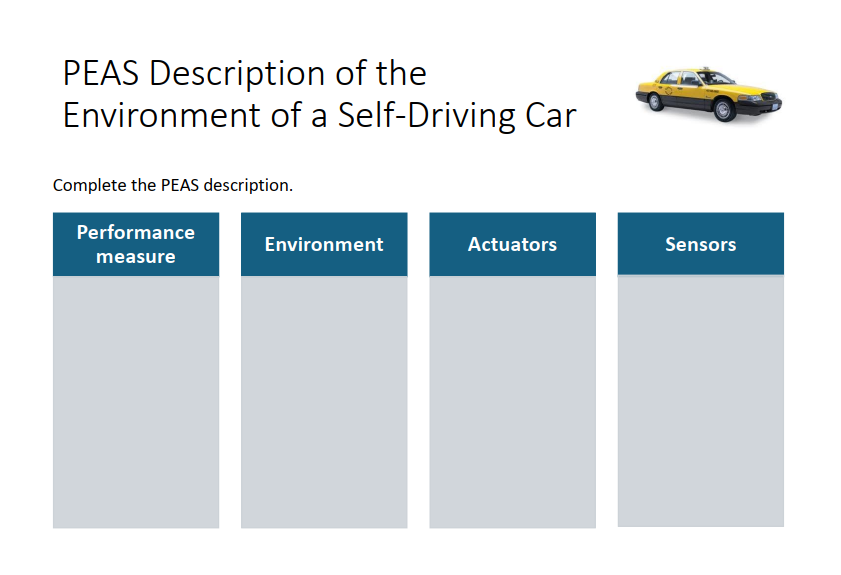 PEAS Description of the
Environment of a Self-Driving Car
Complete the PEAS description.
Performance
measure
Environment
Actuators
Sensors